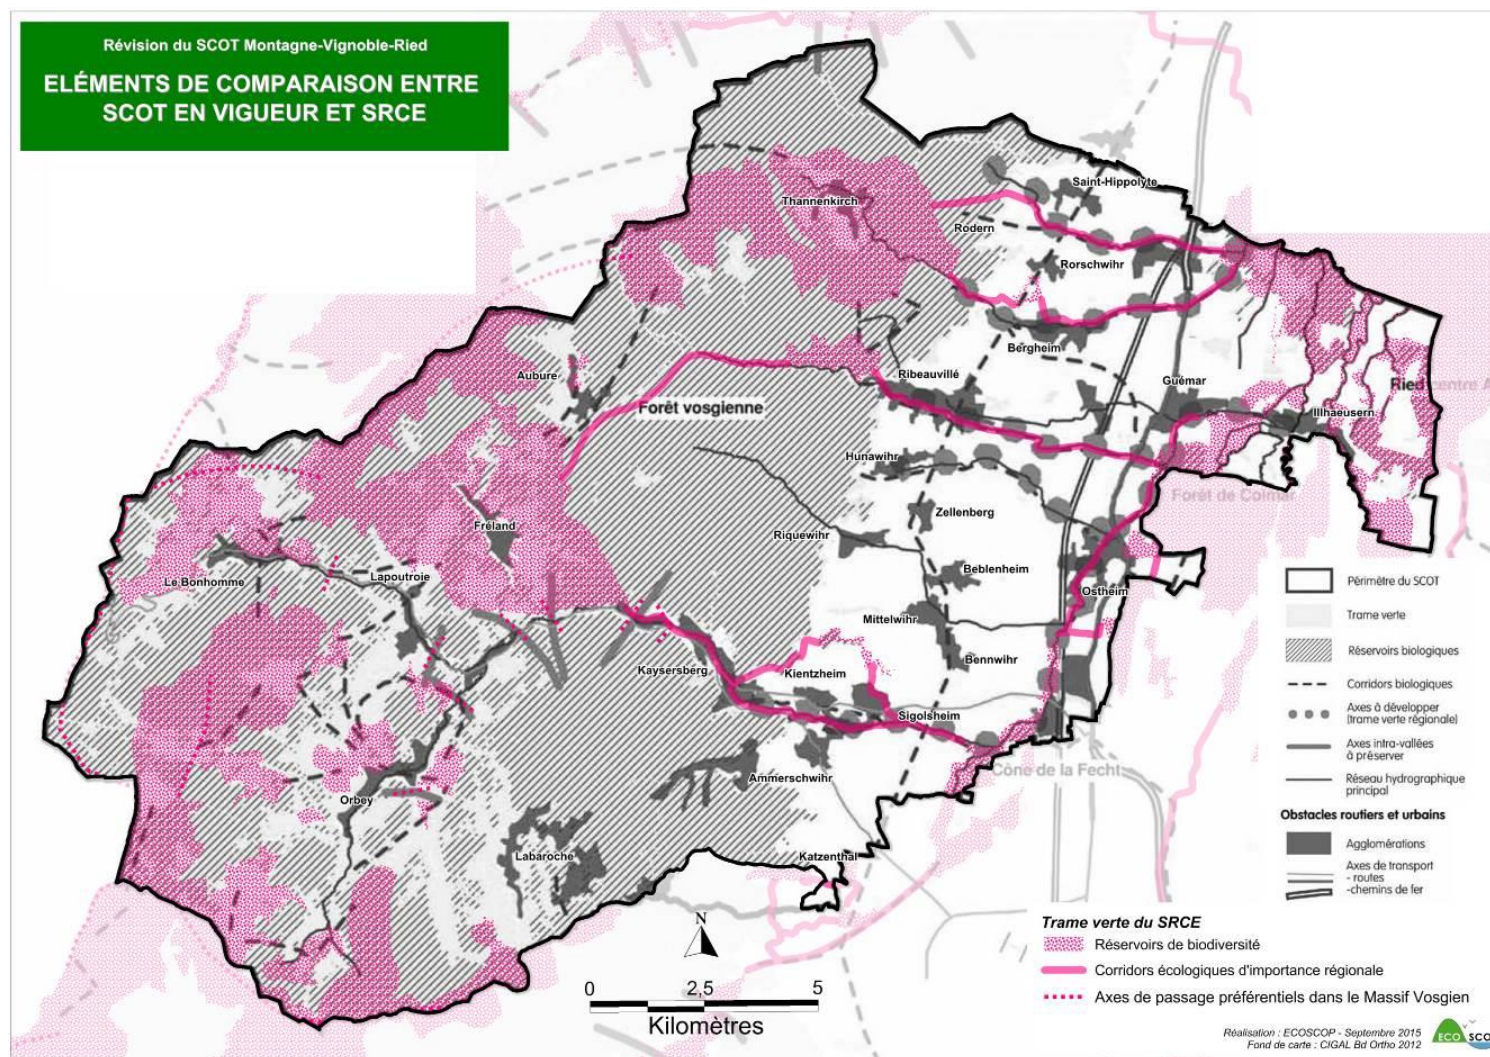 Révision du SCOT Montagne-Vignoble-Ried
ELÉMENTS DE COMPARAISON ENTRE
SCOT EN VIGUEUR ET SRCE
Saint-Hippolyte
Thannenkirch
Rodern
Rorschwihr
Bergheim
Aubure
Ribeauvillé
Guémar
Ried centre A
Forêt vosgienne
Illhaeusern
Hunawihr
Forêt de Colmar
Zellenberg
Fréland
Riquewihr
Le Bonhomme
Lapoutroie
Beblenheim
Ostheim
Mittelwihr
Bennwihr
Kaysersberg
Kientzheim
Sigolsheim
Cône de la Fecht
Ammerschwihr
Orbey
Labaroche
Katzenthal
Périmètre du SCOT
Trame verte
Réservoirs biologiques
Corridors biologiques
Axes à développer
(trame verte régionale)
Axes intra-vallées
à préserver
Réseau hydrographique
principal
Obstacles routiers et urbains
Agglomérations
Axes de transport
- routes
-chemins de fer
Trame verte du SRCE
Réservoirs de biodiversité
Corridors écologiques d'importance régionale
Axes de passage préférentiels dans le Massif Vosgien
N
0 2,5 5
Kilomètres
Réalisation : ECOSCOP - Septembre 2015
Fond de carte : CIGAL Bd Ortho 2012
ECO SCO